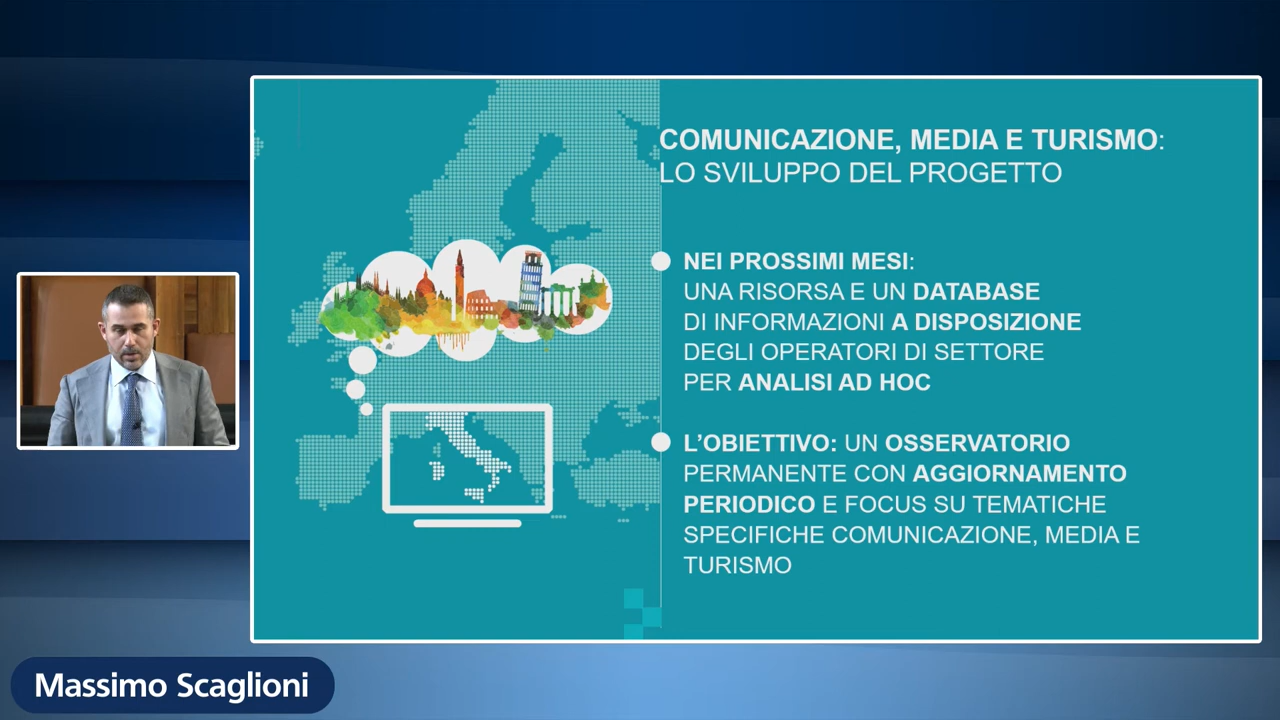 COMUNICAZIONE, MEDIA E TURISMO:
LO SVILUPPO DEL PROGETTO
NEI PROSSIMI MESI:
UNA RISORSA E UN DATABASE
DI INFORMAZIONI A DISPOSIZIONE
DEGLI OPERATORI DI SETTORE
PER ANALISI AD HOC
L’OBIETTIVO: UN OSSERVATORIO
PERMANENTE CON AGGIORNAMENTO
PERIODICO E FOCUS SU TEMATICHE
SPECIFICHE COMUNICAZIONE, MEDIA E
TURISMO
Massimo Scaglioni